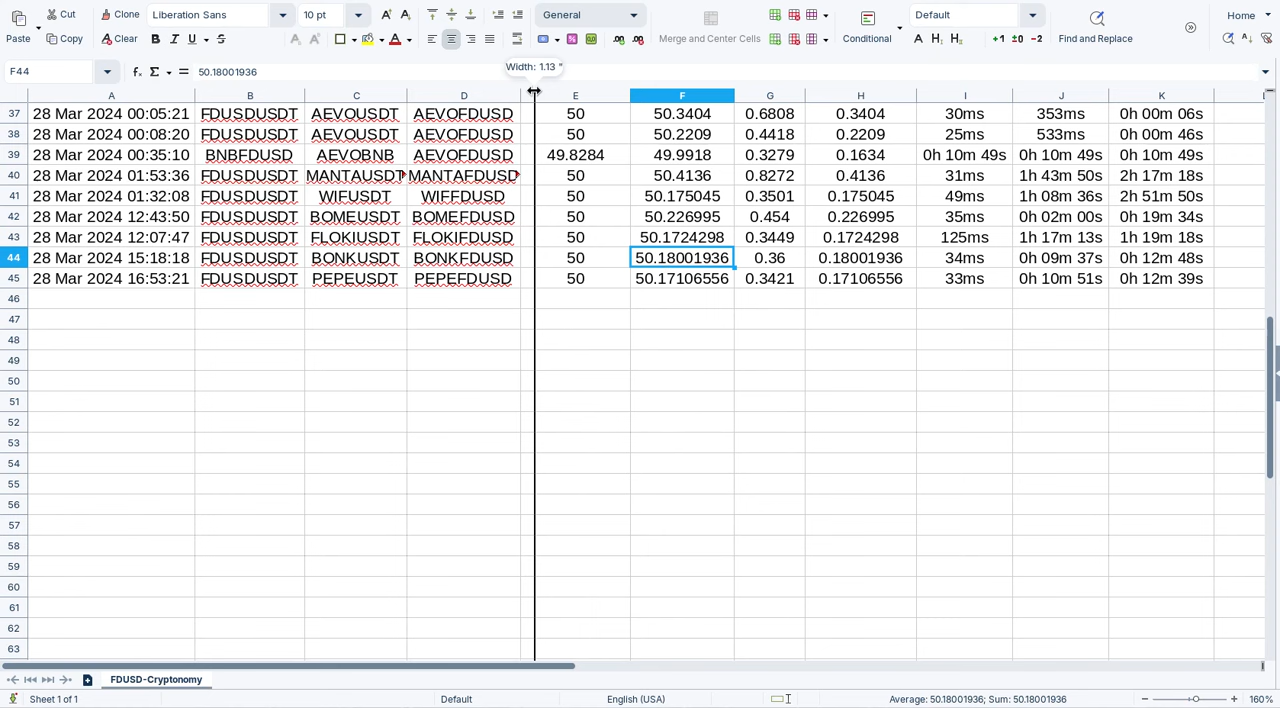 Cut Clone Liberation Sans 10 pt General Default Home
Paste Copy Clear B I U S Merge and Center Cells Conditional A H₁ H₂ +1 ±0 −2 Find and Replace
F44 fx Σ = 50.18001936
Width: 1.13 "
A B C D E F G H I J K
37 28 Mar 2024 00:05:21 FDUSDUSDT AEVOUSDT AEVOFDUSD 50 50.3404 0.6808 0.3404 30ms 353ms 0h 00m 06s
38 28 Mar 2024 00:08:20 FDUSDUSDT AEVOUSDT AEVOFDUSD 50 50.2209 0.4418 0.2209 25ms 533ms 0h 00m 46s
39 28 Mar 2024 00:35:10 BNBFDUSD AEVOBNB AEVOFDUSD 49.8284 49.9918 0.3279 0.1634 0h 10m 49s 0h 10m 49s 0h 10m 49s
40 28 Mar 2024 01:53:36 FDUSDUSDT MANTAUSDT MANTAFDUSD 50 50.4136 0.8272 0.4136 31ms 1h 43m 50s 2h 17m 18s
41 28 Mar 2024 01:32:08 FDUSDUSDT WIFUSDT WIFFDUSD 50 50.175045 0.3501 0.175045 49ms 1h 08m 36s 2h 51m 50s
42 28 Mar 2024 12:43:50 FDUSDUSDT BOMEUSDT BOMEFDUSD 50 50.226995 0.454 0.226995 35ms 0h 02m 00s 0h 19m 34s
43 28 Mar 2024 12:07:47 FDUSDUSDT FLOKIUSDT FLOKIFDUSD 50 50.1724298 0.3449 0.1724298 125ms 1h 17m 13s 1h 19m 18s
44 28 Mar 2024 15:18:18 FDUSDUSDT BONKUSDT BONKFDUSD 50 50.18001936 0.36 0.18001936 34ms 0h 09m 37s 0h 12m 48s
45 28 Mar 2024 16:53:21 FDUSDUSDT PEPEUSDT PEPEFDUSD 50 50.17106556 0.3421 0.17106556 33ms 0h 10m 51s 0h 12m 39s
46
47
48
49
50
51
52
53
54
55
56
57
58
59
60
61
62
63
FDUSD-Cryptonomy
Sheet 1 of 1 Default English (USA) Average: 50.18001936; Sum: 50.18001936 160%